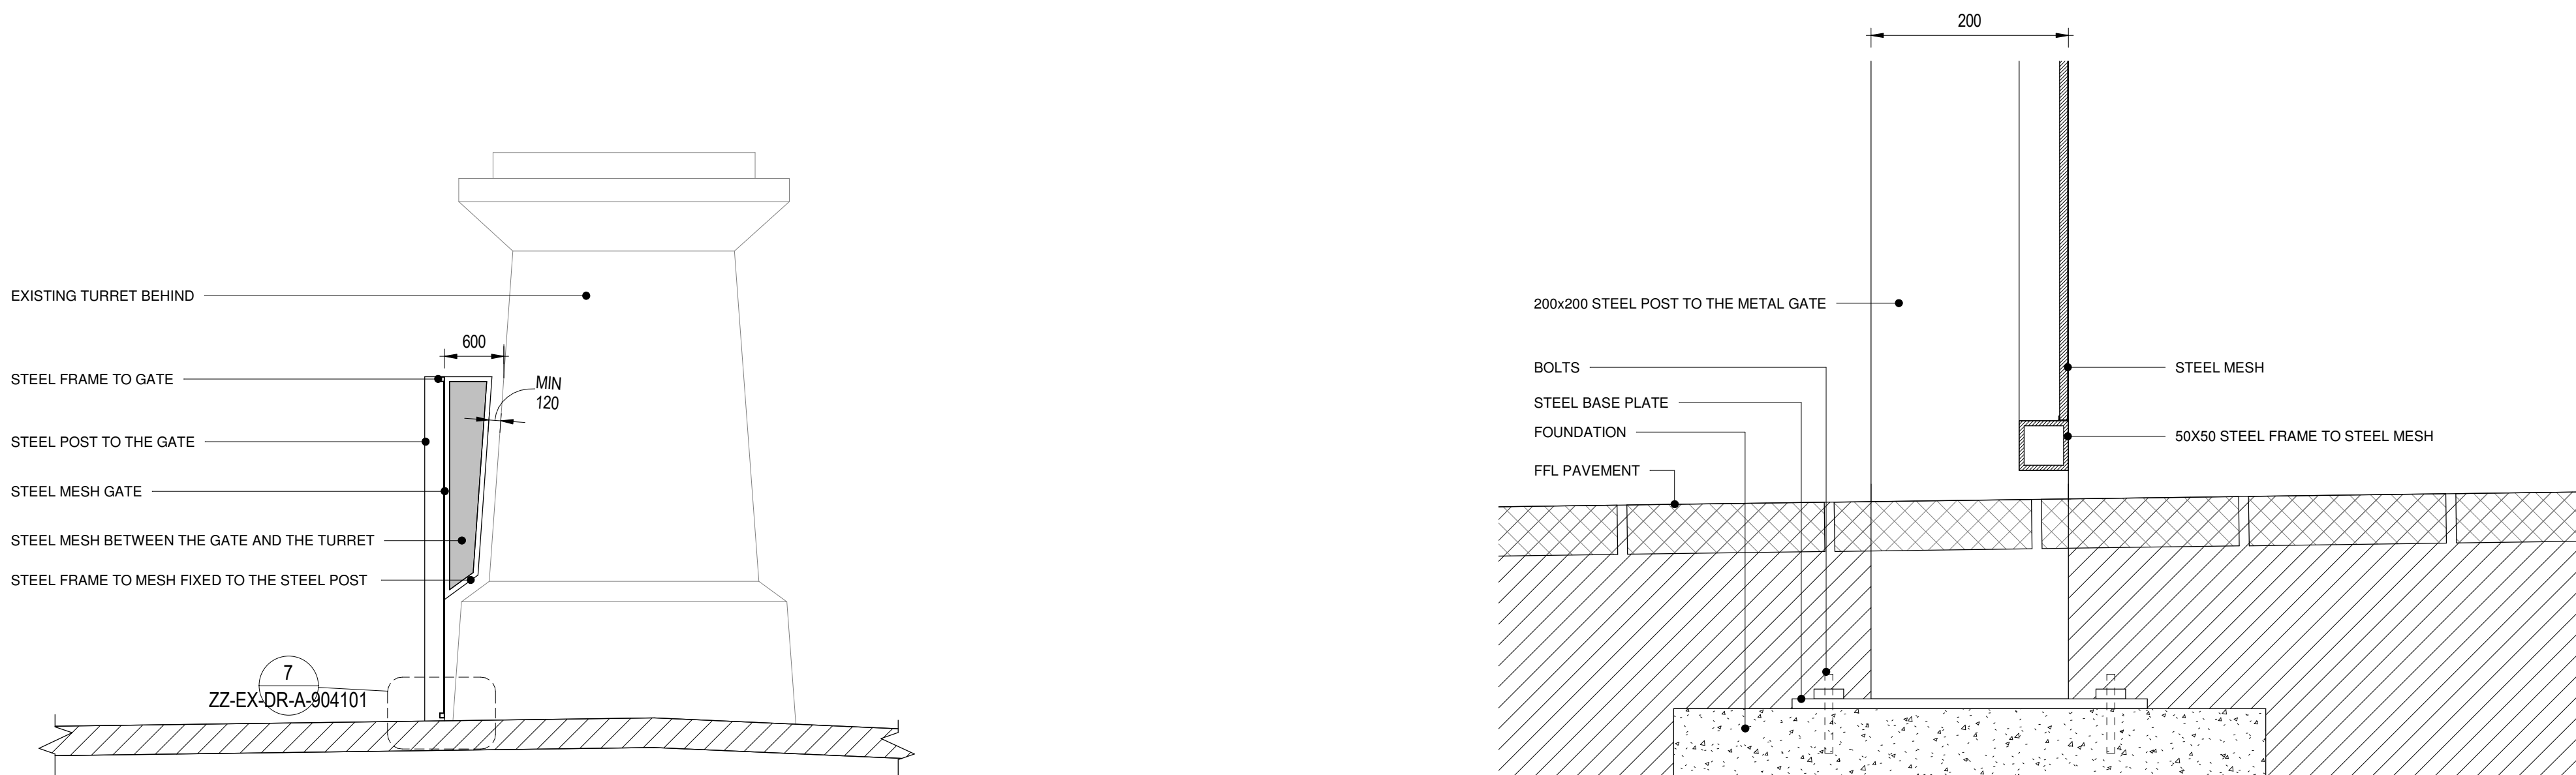 EXISTING TURRET BEHIND
600
STEEL FRAME TO GATE
MIN
120
STEEL POST TO THE GATE
STEEL MESH GATE
STEEL MESH BETWEEN THE GATE AND THE TURRET
STEEL FRAME TO MESH FIXED TO THE STEEL POST
7
ZZ-EX-DR-A-904101
200
200x200 STEEL POST TO THE METAL GATE
BOLTS
STEEL BASE PLATE
FOUNDATION
FFL PAVEMENT
STEEL MESH
50X50 STEEL FRAME TO STEEL MESH